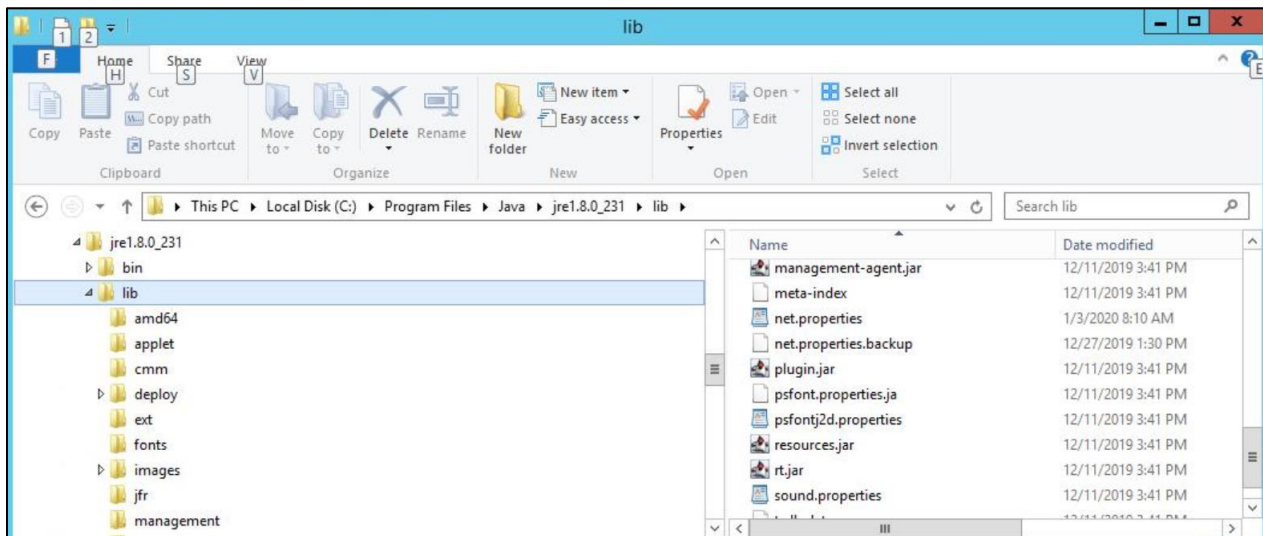 lib
1 2
F Home Share View
H S V E
Cut
Copy path
Paste shortcut
Copy Paste
Move to Copy to Delete Rename
New folder
New item
Easy access
Properties
Open
Edit
Select all
Select none
Invert selection
Clipboard Organize New Open Select
This PC Local Disk (C:) Program Files Java jre1.8.0_231 lib
Search lib
jre1.8.0_231
bin
lib
amd64
applet
cmm
deploy
ext
fonts
images
jfr
management
Name Date modified
management-agent.jar 12/11/2019 3:41 PM
meta-index 12/11/2019 3:41 PM
net.properties 1/3/2020 8:10 AM
net.properties.backup 12/27/2019 1:30 PM
plugin.jar 12/11/2019 3:41 PM
psfont.properties.ja 12/11/2019 3:41 PM
psfontj2d.properties 12/11/2019 3:41 PM
resources.jar 12/11/2019 3:41 PM
rt.jar 12/11/2019 3:41 PM
sound.properties 12/11/2019 3:41 PM